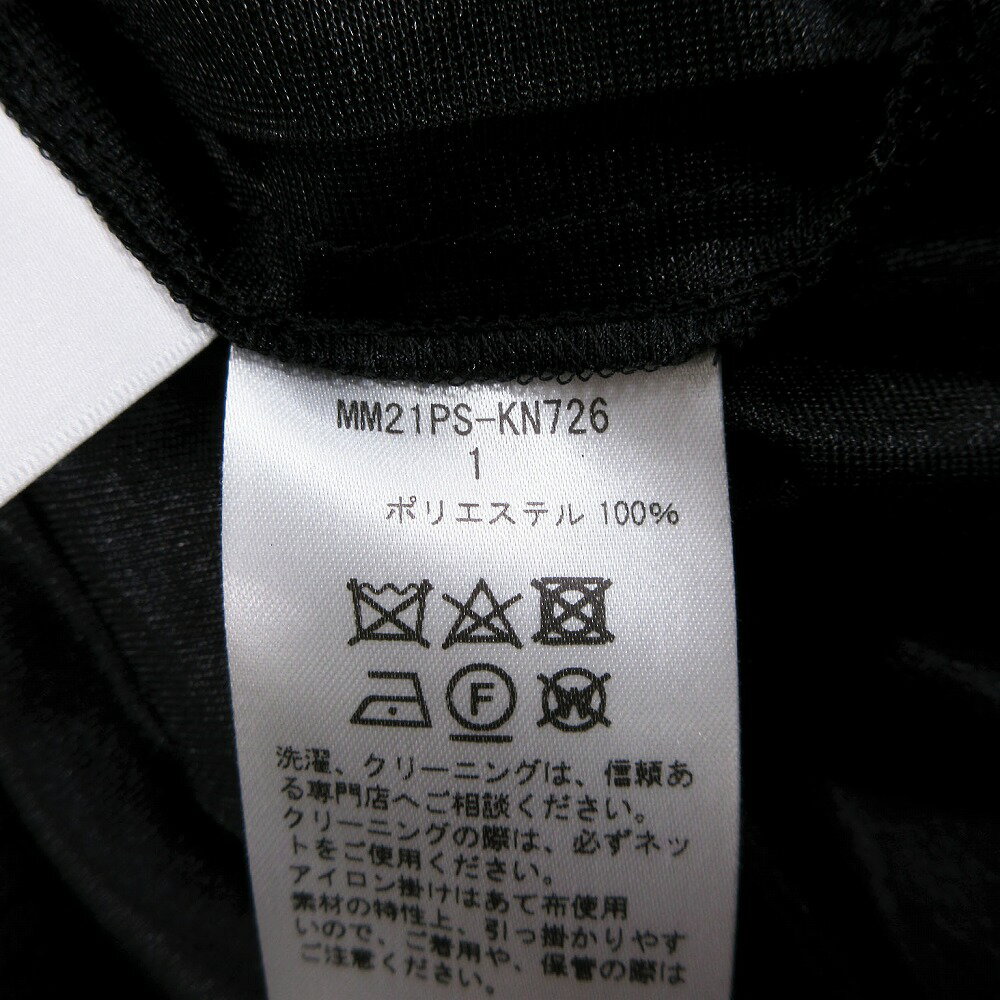 MM21PS-KN726
1
ポリエステル 100%
F
W
洗濯、クリーニングは、信頼あ
る専門店へご相談ください。
クリーニングの際は、必ずネッ
トをご使用ください。
アイロン掛けはあて布使用
素材の特性上、引っ掛かりやす
いので、ご着用や、保管の際は
ご注意ください。